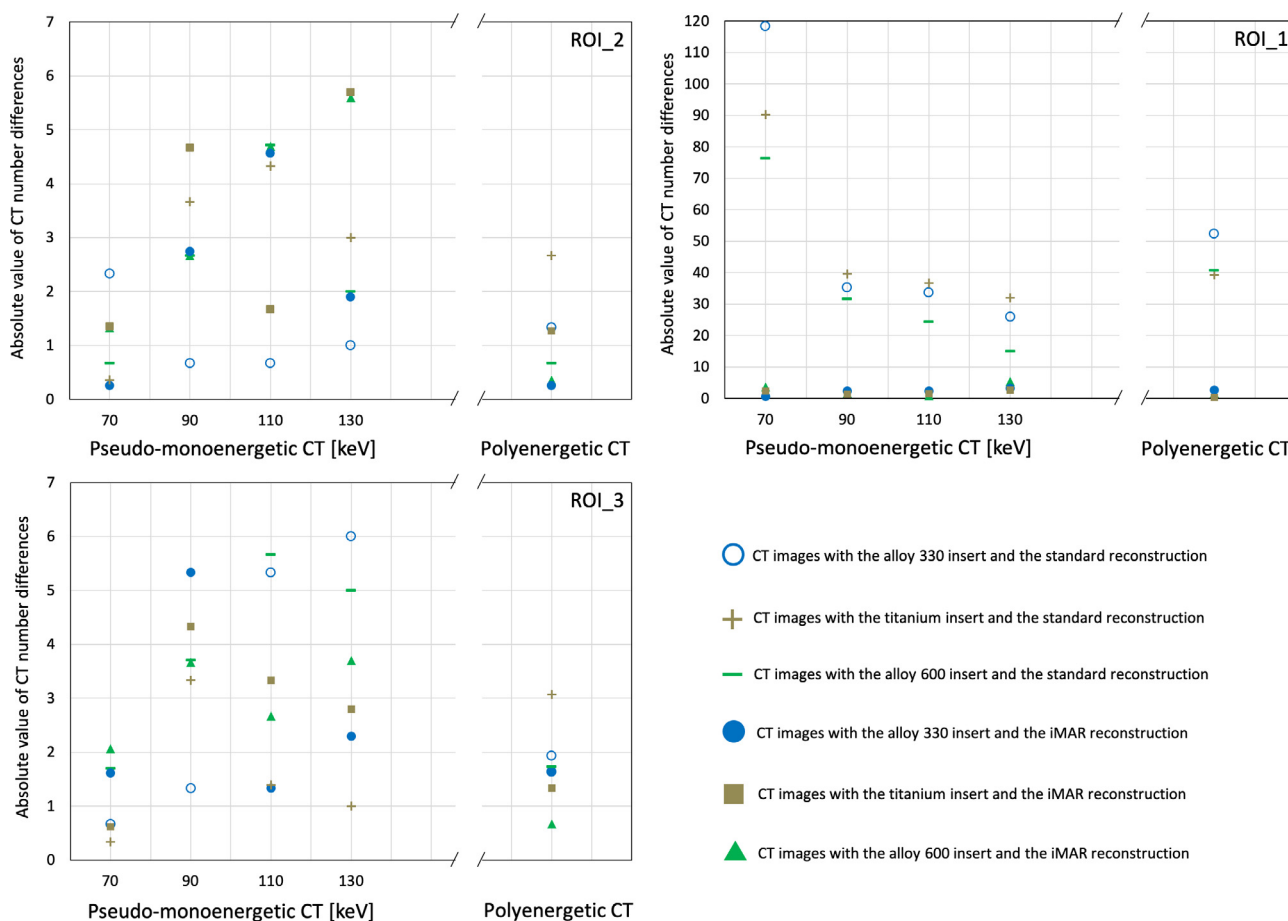 ROI_2
Absolute value of CT number differences
7
6
5
4
3
2
1
0
70 90 110 130
Pseudo-monoenergetic CT [keV] Polyenergetic CT
ROI_1
Absolute value of CT number differences
120
110
100
90
80
70
60
50
40
30
20
10
0
70 90 110 130
Pseudo-monoenergetic CT [keV] Polyenergetic CT
ROI_3
Absolute value of CT number differences
7
6
5
4
3
2
1
0
70 90 110 130
Pseudo-monoenergetic CT [keV] Polyenergetic CT
CT images with the alloy 330 insert and the standard reconstruction
CT images with the titanium insert and the standard reconstruction
CT images with the alloy 600 insert and the standard reconstruction
CT images with the alloy 330 insert and the iMAR reconstruction
CT images with the titanium insert and the iMAR reconstruction
CT images with the alloy 600 insert and the iMAR reconstruction